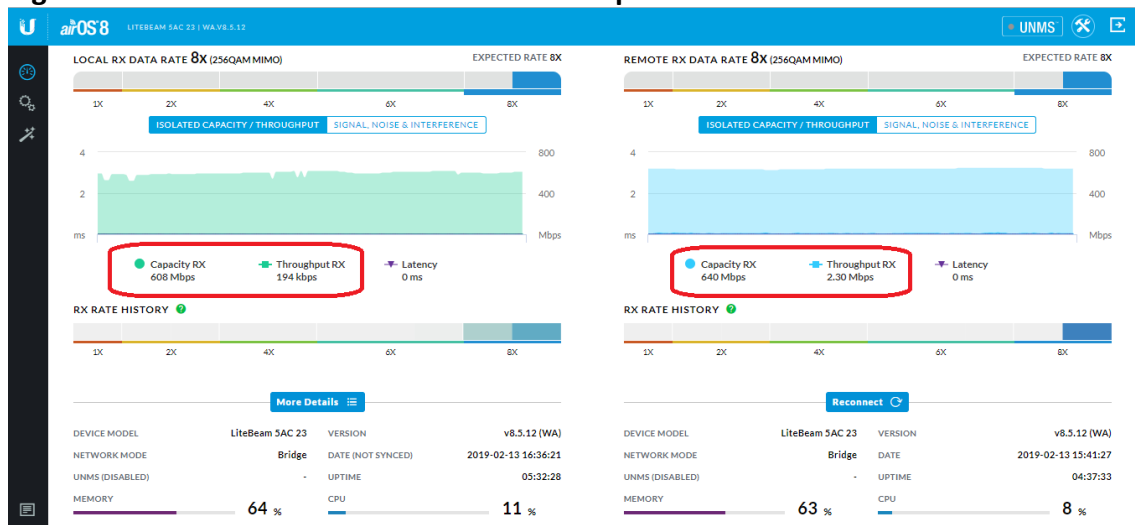 airOS 8 LITEBEAM 5AC 23 | WA.V8.5.12 UNMS
LOCAL RX DATA RATE 8X (256QAM MIMO) EXPECTED RATE 8X
1X 2X 4X 6X 8X
ISOLATED CAPACITY / THROUGHPUT SIGNAL, NOISE & INTERFERENCE
4 800
2 400
ms Mbps
Capacity RX Throughput RX Latency
608 Mbps 194 kbps 0 ms
RX RATE HISTORY ?
1X 2X 4X 6X 8X
More Details
DEVICE MODEL LiteBeam 5AC 23 VERSION v8.5.12 (WA)
NETWORK MODE Bridge DATE (NOT SYNCED) 2019-02-13 16:36:21
UNMS (DISABLED) - UPTIME 05:32:28
MEMORY 64 % CPU 11 %
REMOTE RX DATA RATE 8X (256QAM MIMO) EXPECTED RATE 8X
1X 2X 4X 6X 8X
ISOLATED CAPACITY / THROUGHPUT SIGNAL, NOISE & INTERFERENCE
4 800
2 400
ms Mbps
Capacity RX Throughput RX Latency
640 Mbps 2.30 Mbps 0 ms
RX RATE HISTORY ?
1X 2X 4X 6X 8X
Reconnect
DEVICE MODEL LiteBeam 5AC 23 VERSION v8.5.12 (WA)
NETWORK MODE Bridge DATE 2019-02-13 15:41:27
UNMS (DISABLED) - UPTIME 04:37:33
MEMORY 63 % CPU 8 %